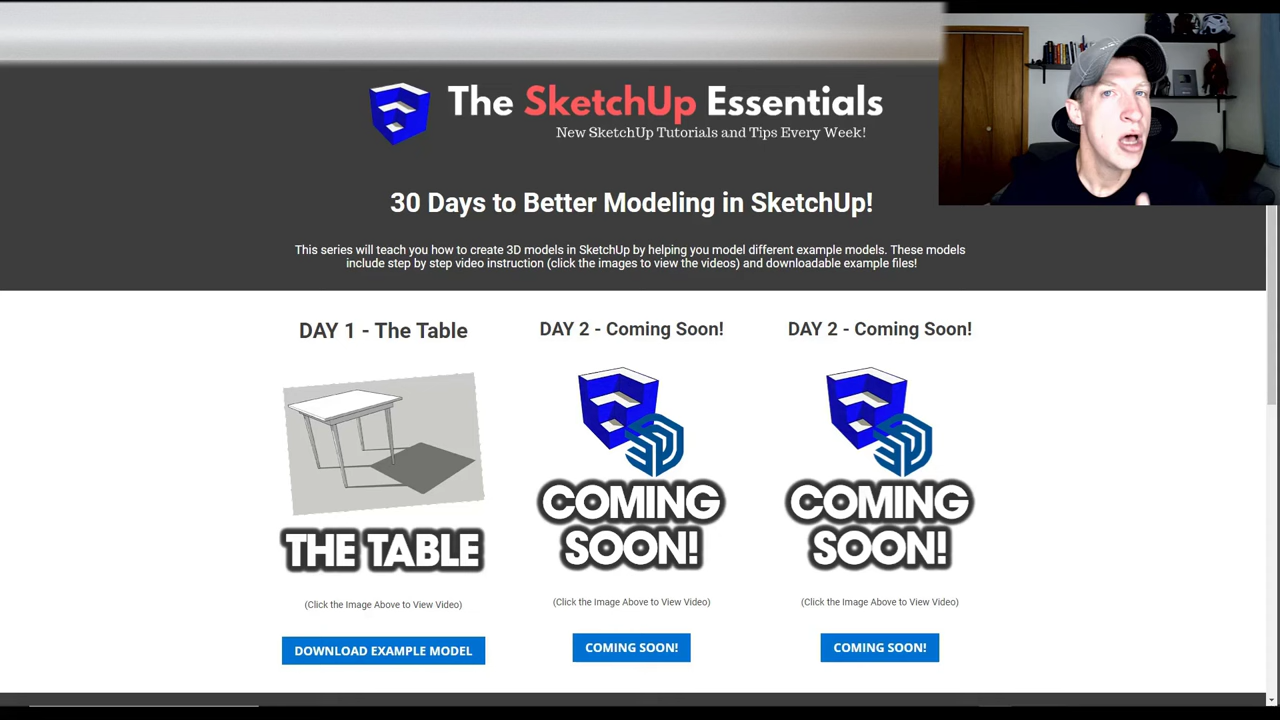 The SketchUp Essentials
New SketchUp Tutorials and Tips Every Week!
30 Days to Better Modeling in SketchUp!
This series will teach you how to create 3D models in SketchUp by helping you model different example models. These models
include step by step video instruction (click the images to view the videos) and downloadable example files!
DAY 1 - The Table
THE TABLE
(Click the Image Above to View Video)
DOWNLOAD EXAMPLE MODEL
DAY 2 - Coming Soon!
COMING
SOON!
(Click the Image Above to View Video)
COMING SOON!
DAY 2 - Coming Soon!
COMING
SOON!
(Click the Image Above to View Video)
COMING SOON!